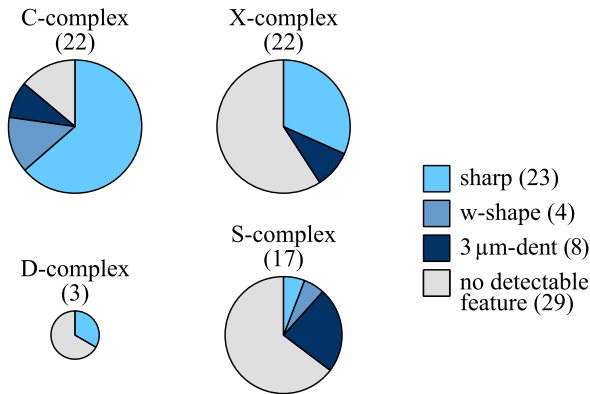 C-complex
(22)
X-complex
(22)
D-complex
(3)
S-complex
(17)
sharp (23)
w-shape (4)
3 μm-dent (8)
no detectable
feature (29)